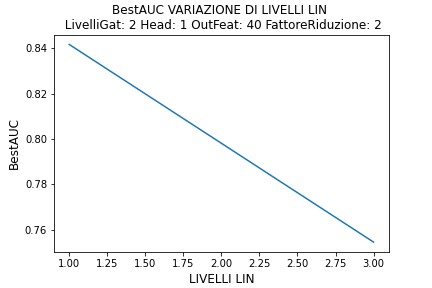 BestAUC VARIAZIONE DI LIVELLI LIN
LivelliGat: 2 Head: 1 OutFeat: 40 FattoreRiduzione: 2
0.84
0.82
0.80
0.78
0.76
BestAUC
1.00 1.25 1.50 1.75 2.00 2.25 2.50 2.75 3.00
LIVELLI LIN